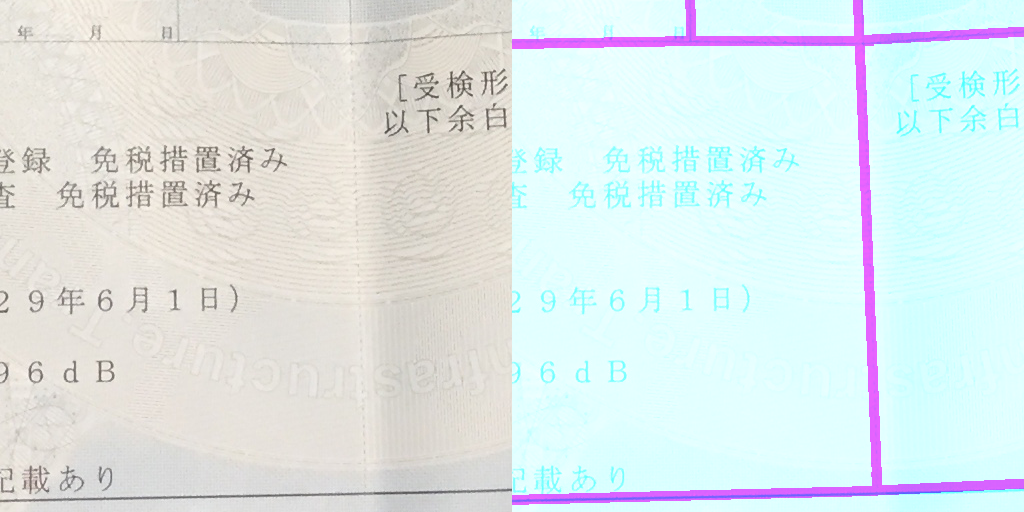 年 月 日
[受検形
以下余白
登録 免税措置済み
査 免税措置済み
29年6月1日)
96dB
記載あり
年 月 日
[受検形
以下余白
登録 免税措置済み
査 免税措置済み
29年6月1日)
96dB
記載あり